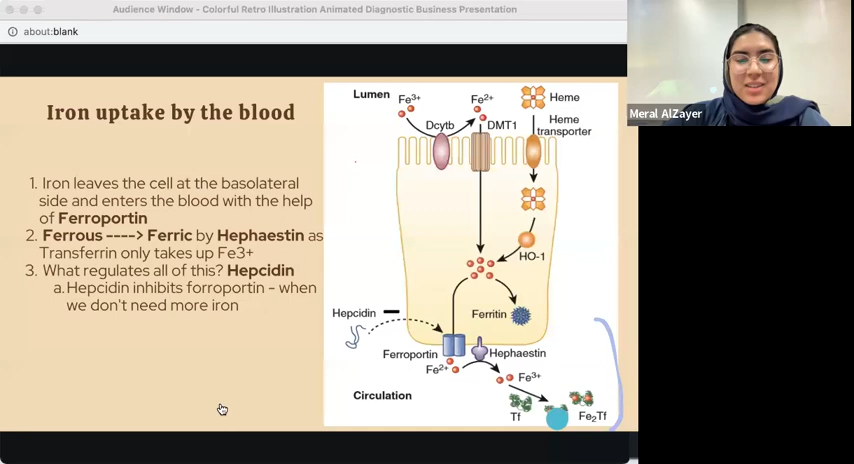 Audience Window - Colorful Retro Illustration Animated Diagnostic Business Presentation
about:blank
Meral AlZayer
Iron uptake by the blood
1. Iron leaves the cell at the basolateral
side and enters the blood with the help
of Ferroportin
2. Ferrous ----> Ferric by Hephaestin as
Transferrin only takes up Fe3+
3. What regulates all of this? Hepcidin
a. Hepcidin inhibits forroportin - when
we don't need more iron
Lumen
Fe3+
Fe2+
Heme
Dcytb
DMT1
Heme
transporter
HO-1
Hepcidin
Ferritin
Ferroportin
Hephaestin
Fe2+
Fe3+
Circulation
Tf
Fe2Tf